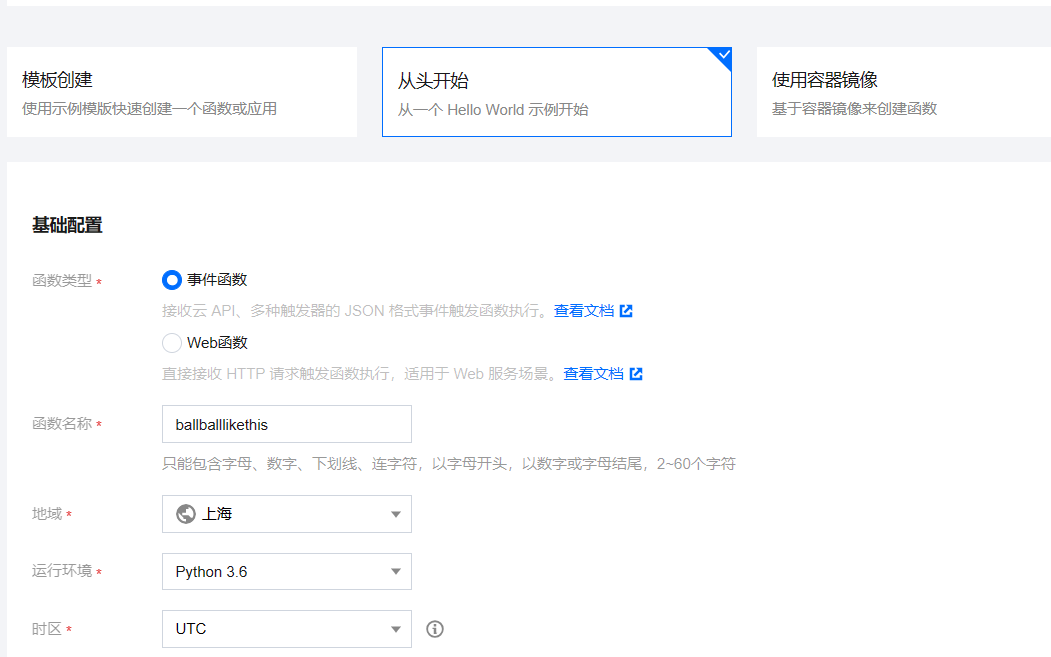 模板创建
使用示例模版快速创建一个函数或应用
从头开始
从一个 Hello World 示例开始
使用容器镜像
基于容器镜像来创建函数
基础配置
函数类型 *
事件函数
接收云 API、多种触发器的 JSON 格式事件触发函数执行。查看文档
Web函数
直接接收 HTTP 请求触发函数执行，适用于 Web 服务场景。查看文档
函数名称 *
ballballlikethis
只能包含字母、数字、下划线、连字符，以字母开头，以数字或字母结尾，2~60个字符
地域 *
上海
运行环境 *
Python 3.6
时区 *
UTC